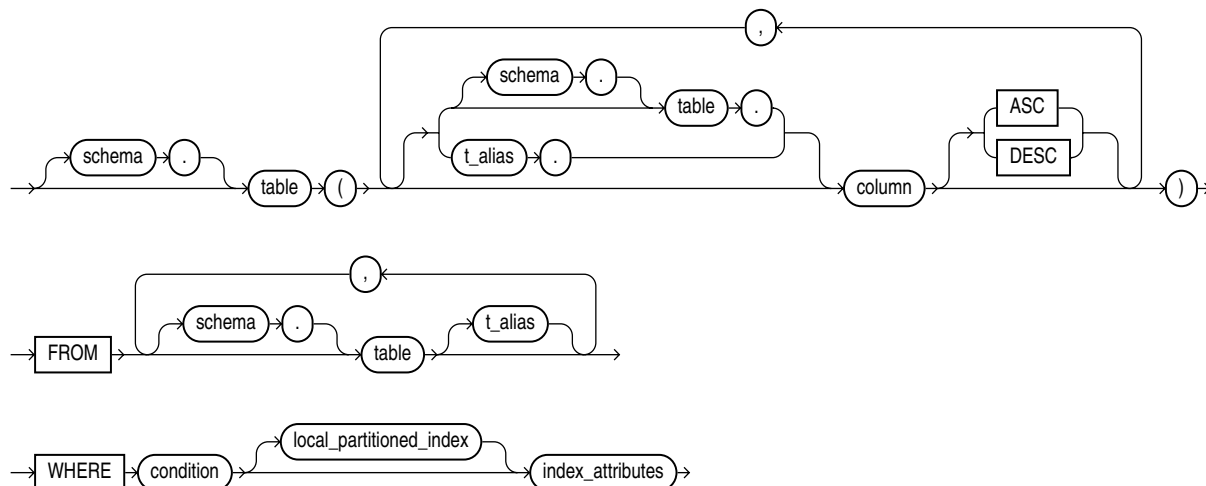 ,
schema .
table .
ASC
t_alias .
DESC
schema .
table ( column )
,
schema . t_alias
FROM table
local_partitioned_index
WHERE condition index_attributes